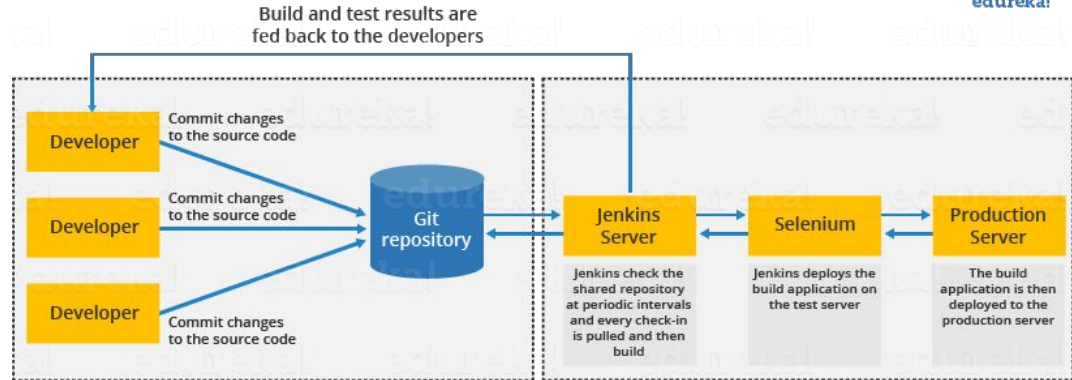 edureka!
Build and test results are
fed back to the developers
Commit changes
to the source code
Developer
Commit changes
to the source code
Developer
Developer
Commit changes
to the source code
Git
repository
Jenkins
Server
Selenium
Production
Server
Jenkins check the
shared repository
at periodic intervals
and every check-in
is pulled and then
build
Jenkins deploys the
build application on
the test server
The build
application is then
deployed to the
production server